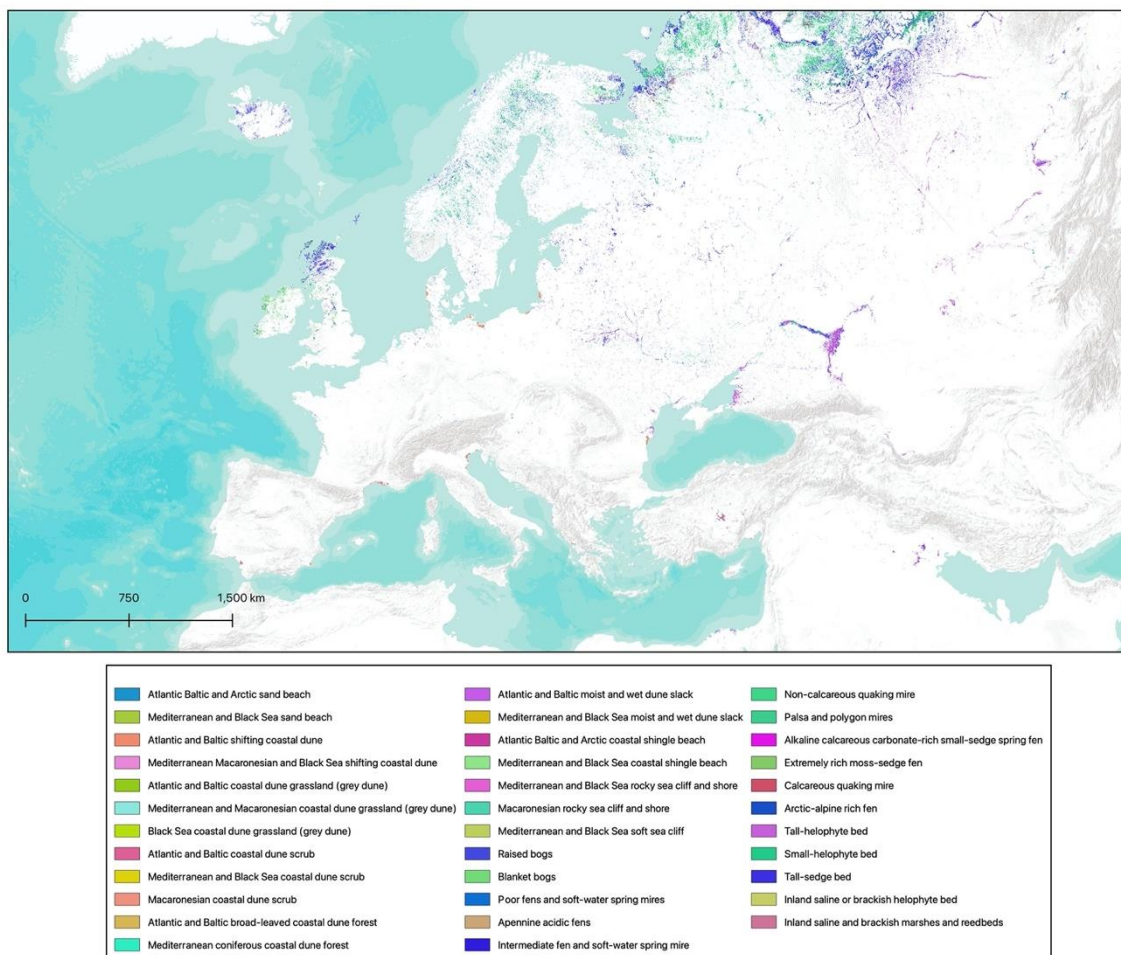 0 750 1,500 km
Atlantic Baltic and Arctic sand beach
Mediterranean and Black Sea sand beach
Atlantic and Baltic shifting coastal dune
Mediterranean Macaronesian and Black Sea shifting coastal dune
Atlantic and Baltic coastal dune grassland (grey dune)
Mediterranean and Macaronesian coastal dune grassland (grey dune)
Black Sea coastal dune grassland (grey dune)
Atlantic and Baltic coastal dune scrub
Mediterranean and Black Sea coastal dune scrub
Macaronesian coastal dune scrub
Atlantic and Baltic broad-leaved coastal dune forest
Mediterranean coniferous coastal dune forest
Atlantic and Baltic moist and wet dune slack
Mediterranean and Black Sea moist and wet dune slack
Atlantic Baltic and Arctic coastal shingle beach
Mediterranean and Black Sea coastal shingle beach
Mediterranean and Black Sea rocky sea cliff and shore
Macaronesian rocky sea cliff and shore
Mediterranean and Black Sea soft sea cliff
Raised bogs
Blanket bogs
Poor fens and soft-water spring mires
Apennine acidic fens
Intermediate fen and soft-water spring mire
Non-calcareous quaking mire
Palsa and polygon mires
Alkaline calcareous carbonate-rich small-sedge spring fen
Extremely rich moss-sedge fen
Calcareous quaking mire
Arctic-alpine rich fen
Tall-helophyte bed
Small-helophyte bed
Tall-sedge bed
Inland saline or brackish helophyte bed
Inland saline and brackish marshes and reedbeds